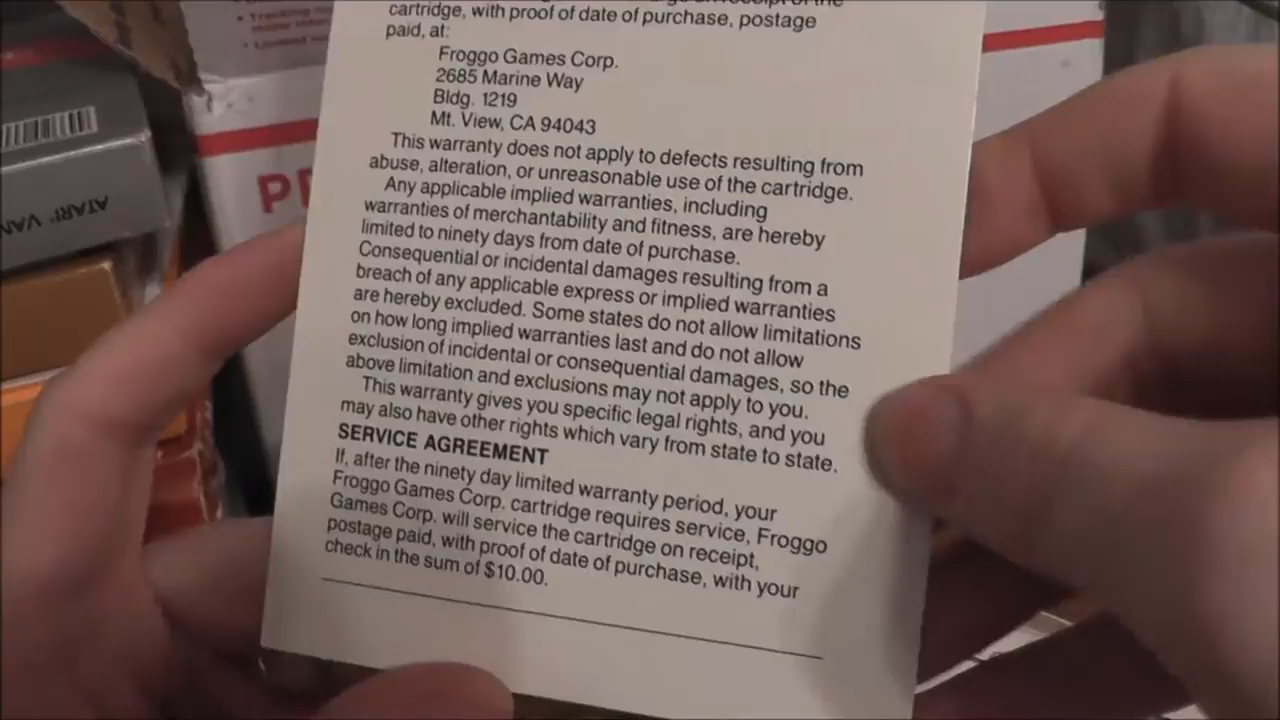 Tracking
Limited
receipt of the
cartridge, with proof of date of purchase, postage
paid, at:
Froggo Games Corp.
2685 Marine Way
Bldg. 1219
Mt. View, CA 94043
This warranty does not apply to defects resulting from
abuse, alteration, or unreasonable use of the cartridge.
Any applicable implied warranties, including
warranties of merchantability and fitness, are hereby
limited to ninety days from date of purchase.
Consequential or incidental damages resulting from a
breach of any applicable express or implied warranties
are hereby excluded. Some states do not allow limitations
on how long implied warranties last and do not allow
exclusion of incidental or consequential damages, so the
above limitation and exclusions may not apply to you.
This warranty gives you specific legal rights, and you
may also have other rights which vary from state to state.
SERVICE AGREEMENT
If, after the ninety day limited warranty period, your
Froggo Games Corp. cartridge requires service, Froggo
Games Corp. will service the cartridge on receipt,
postage paid, with proof of date of purchase, with your
check in the sum of $10.00.
ATARI VAN